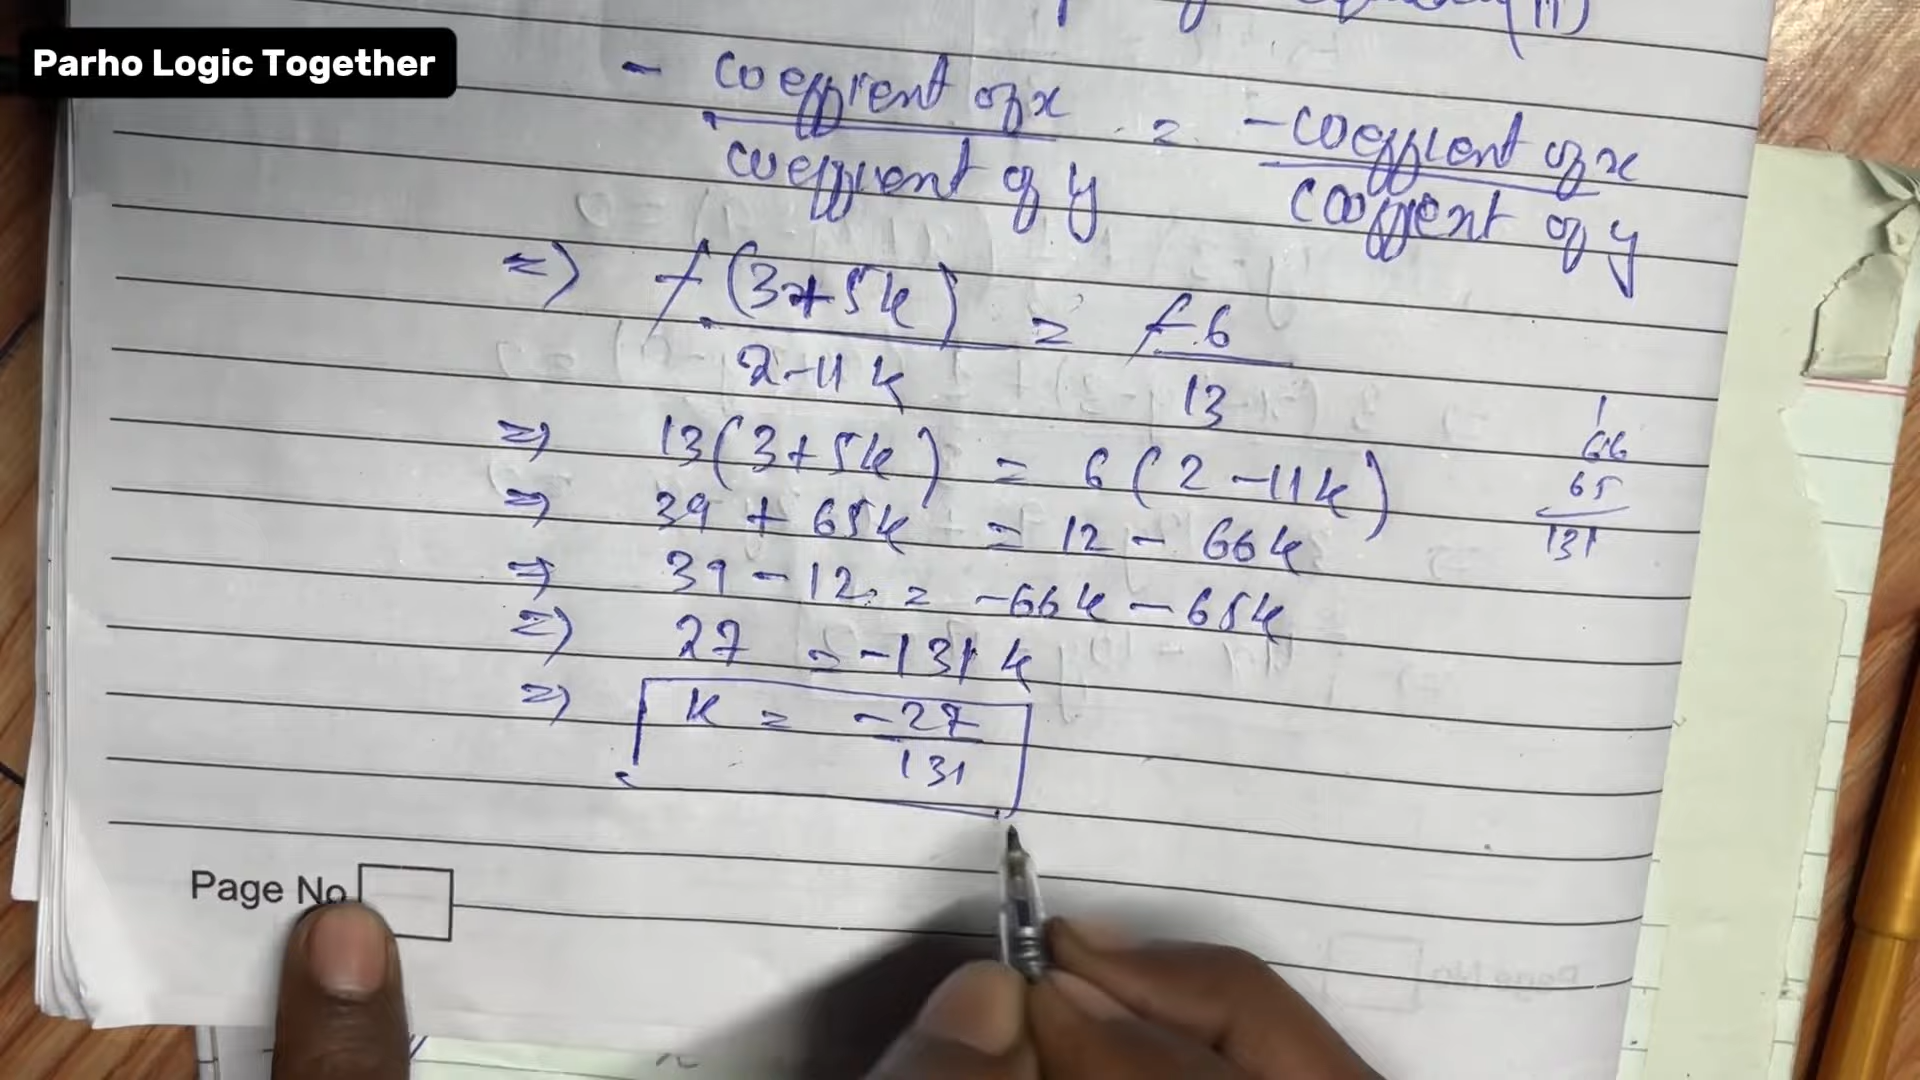 Parho Logic Together
(11)
- coeffient of x / coeffient of y = -coeffient of x / coeffient of y
=> -(3+5k) / 2-11k = -6 / 13
=> 13(3+5k) = 6(2-11k)
=> 39 + 65k = 12 - 66k
=> 39 - 12 = -66k - 65k
=> 27 = -131k
=> k = -27 / 131
1
66
65
131
Page No